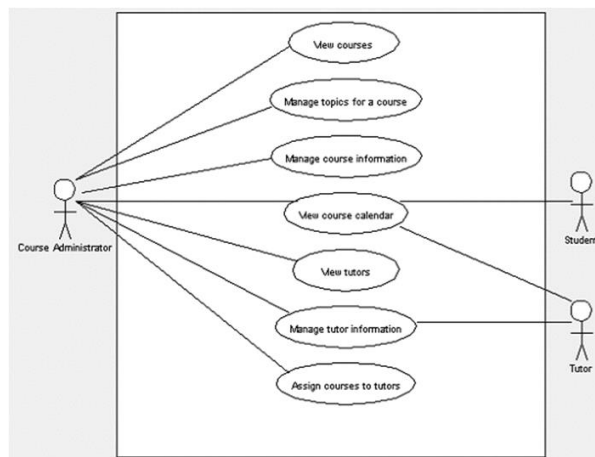 View courses
Manage topics for a course
Manage course information
View course calendar
Course Administrator
Student
View tutors
Manage tutor information
Tutor
Assign courses to tutors